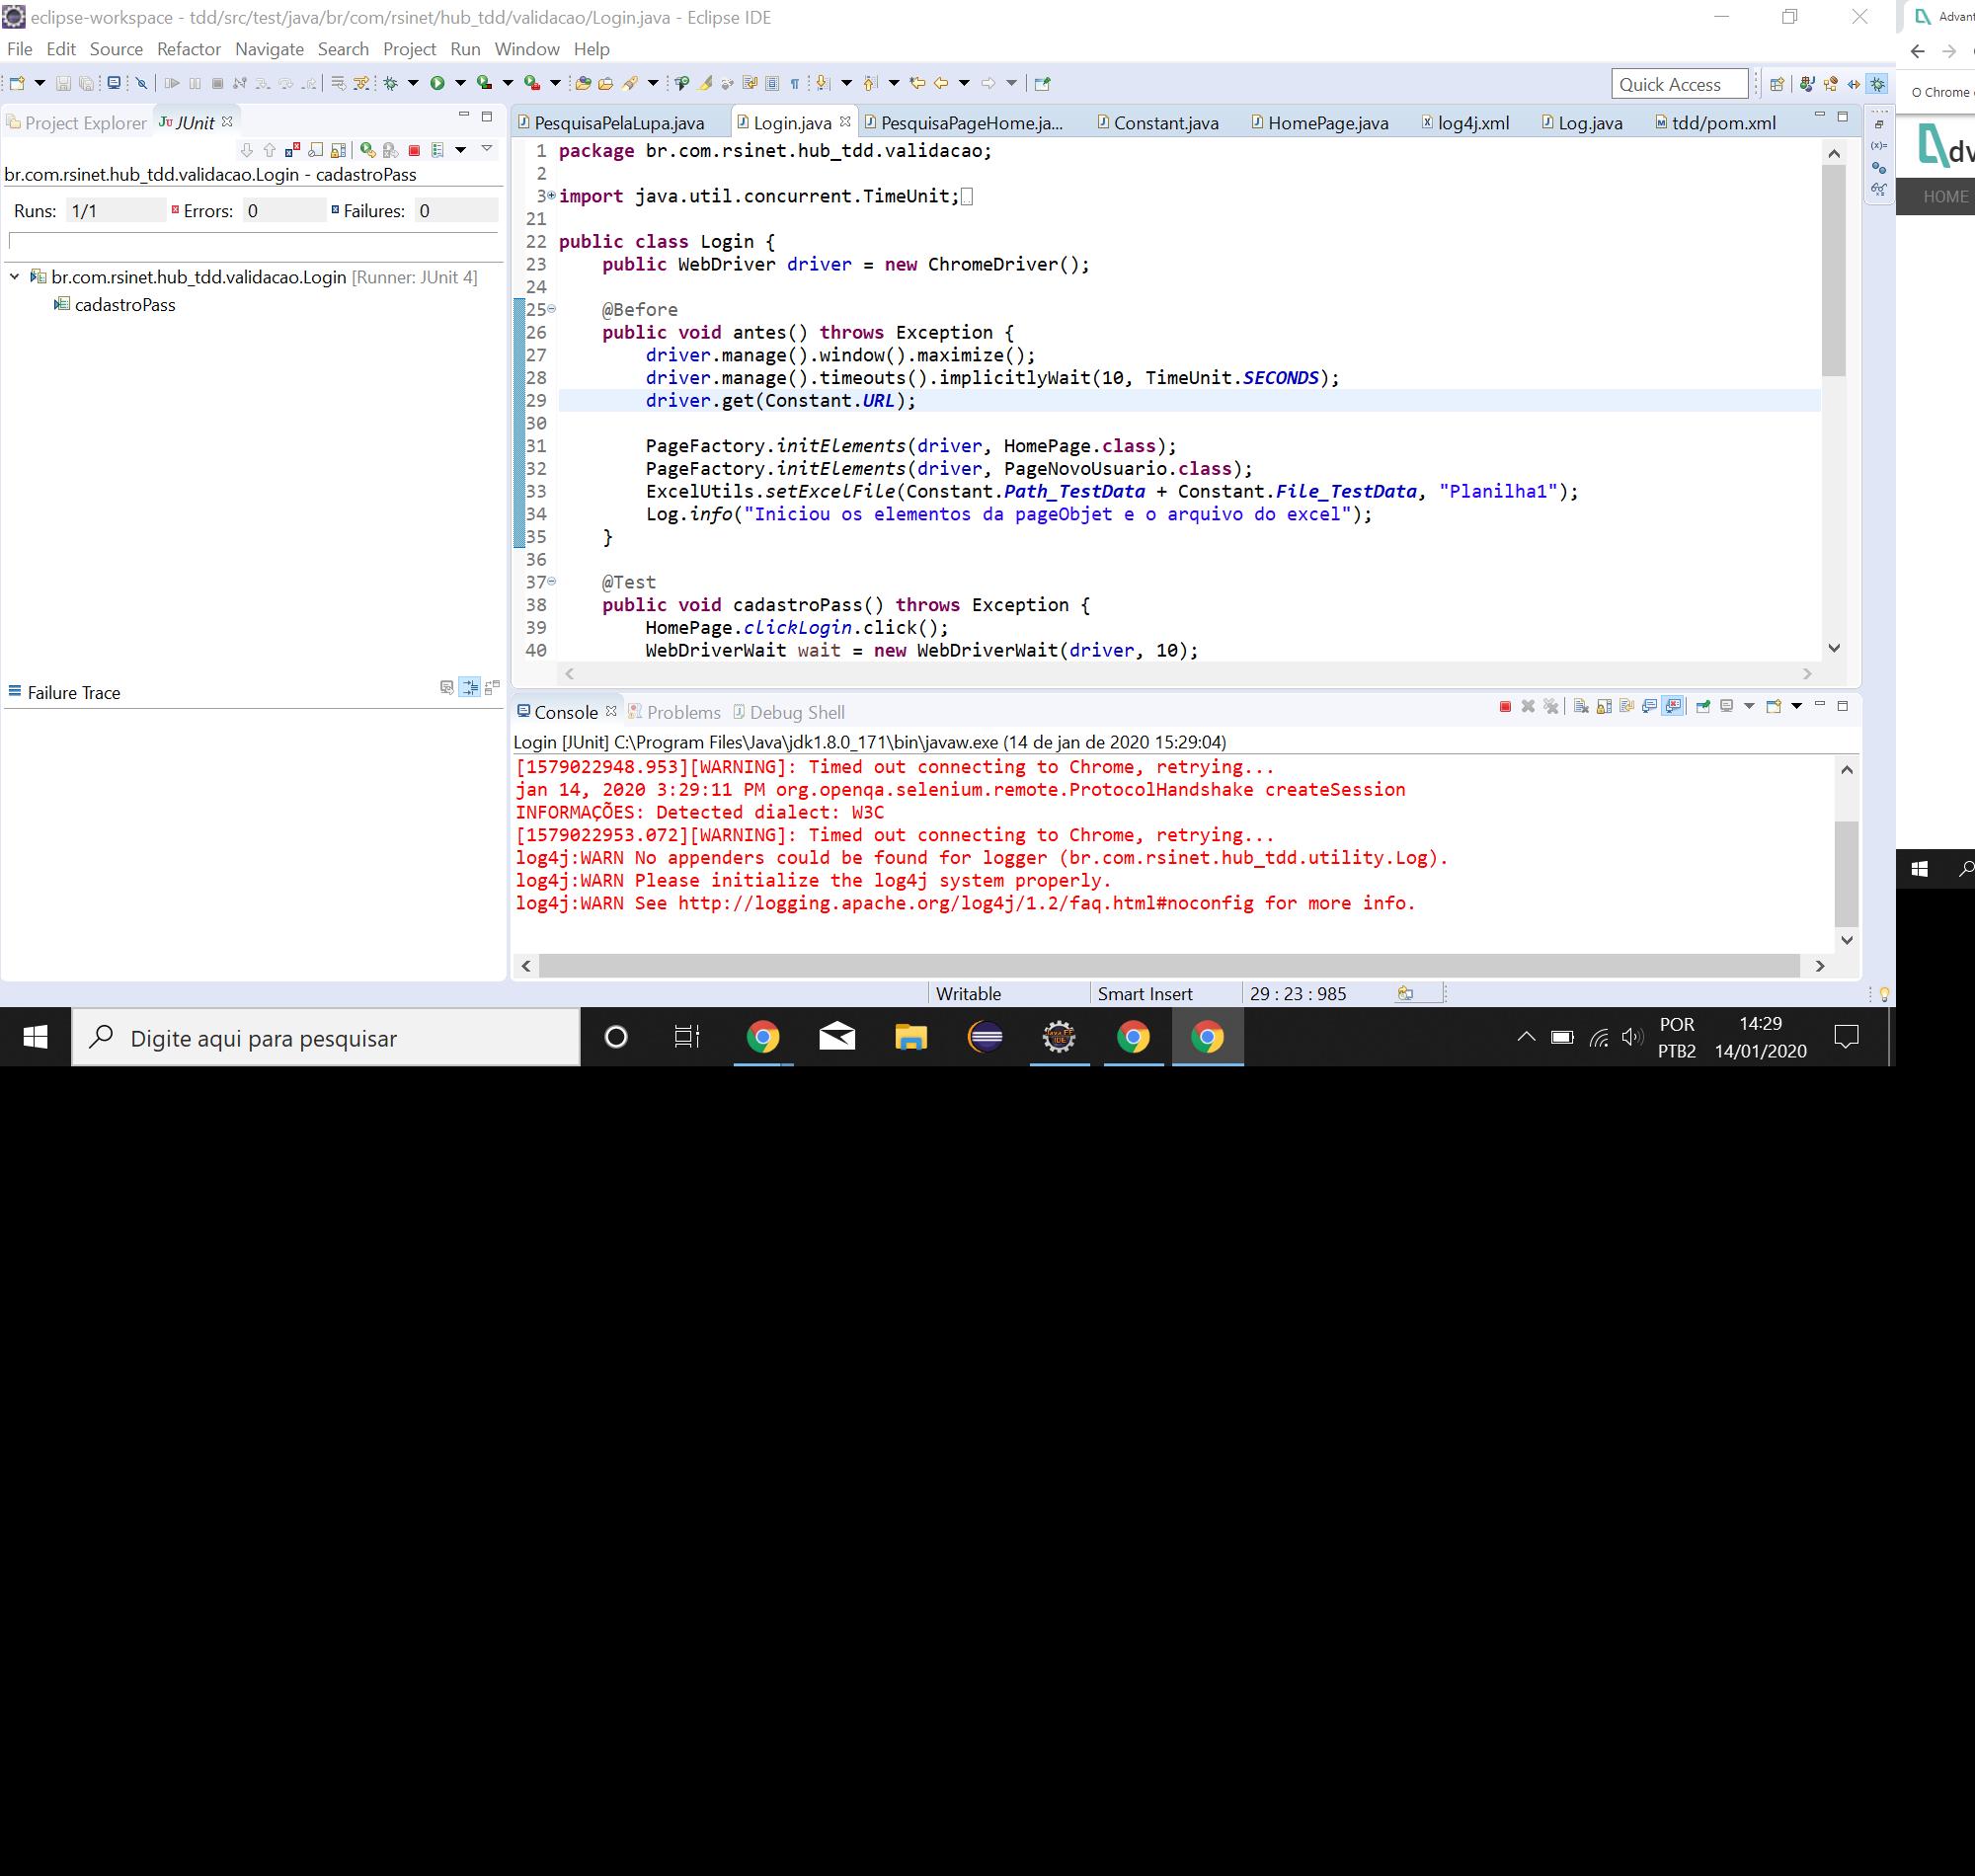 eclipse-workspace - tdd/src/test/java/br/com/rsinet/hub_tdd/validacao/Login.java - Eclipse IDE
File Edit Source Refactor Navigate Search Project Run Window Help
Quick Access
Project Explorer JUnit
br.com.rsinet.hub_tdd.validacao.Login - cadastroPass
Runs: 1/1 Errors: 0 Failures: 0
br.com.rsinet.hub_tdd.validacao.Login [Runner: JUnit 4]
cadastroPass
Failure Trace
PesquisaPelaLupa.java Login.java PesquisaPageHome.ja... Constant.java HomePage.java log4j.xml Log.java tdd/pom.xml
1 package br.com.rsinet.hub_tdd.validacao;
2
3 import java.util.concurrent.TimeUnit;
21
22 public class Login {
23 public WebDriver driver = new ChromeDriver();
24
25 @Before
26 public void antes() throws Exception {
27 driver.manage().window().maximize();
28 driver.manage().timeouts().implicitlyWait(10, TimeUnit.SECONDS);
29 driver.get(Constant.URL);
30
31 PageFactory.initElements(driver, HomePage.class);
32 PageFactory.initElements(driver, PageNovoUsuario.class);
33 ExcelUtils.setExcelFile(Constant.Path_TestData + Constant.File_TestData, "Planilha1");
34 Log.info("Iniciou os elementos da pageObjet e o arquivo do excel");
35 }
36
37 @Test
38 public void cadastroPass() throws Exception {
39 HomePage.clickLogin.click();
40 WebDriverWait wait = new WebDriverWait(driver, 10);
Console Problems Debug Shell
Login [JUnit] C:\Program Files\Java\jdk1.8.0_171\bin\javaw.exe (14 de jan de 2020 15:29:04)
[1579022948.953][WARNING]: Timed out connecting to Chrome, retrying...
jan 14, 2020 3:29:11 PM org.openqa.selenium.remote.ProtocolHandshake createSession
INFORMAÇÕES: Detected dialect: W3C
[1579022953.072][WARNING]: Timed out connecting to Chrome, retrying...
log4j:WARN No appenders could be found for logger (br.com.rsinet.hub_tdd.utility.Log).
log4j:WARN Please initialize the log4j system properly.
log4j:WARN See http://logging.apache.org/log4j/1.2/faq.html#noconfig for more info.
Writable Smart Insert 29 : 23 : 985
Digite aqui para pesquisar
POR
PTB2
14:29
14/01/2020
Advant
O Chrome
dv
HOME